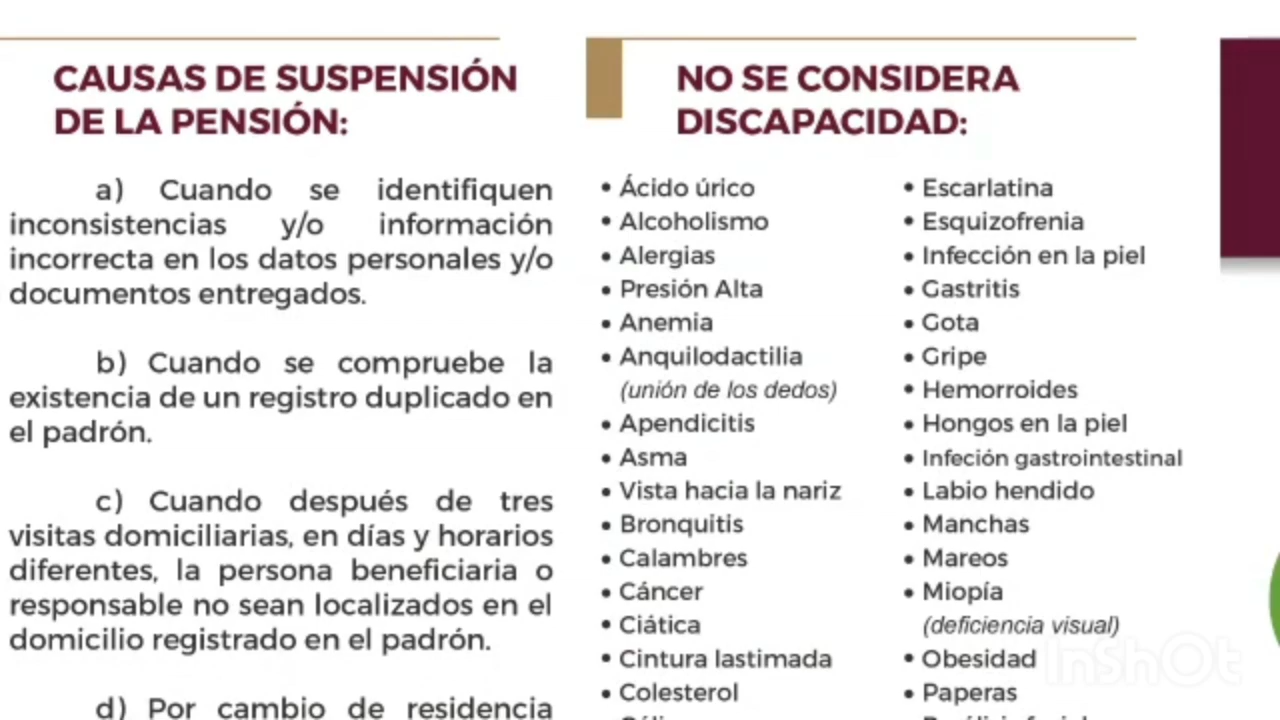 CAUSAS DE SUSPENSIÓN
DE LA PENSIÓN:
a) Cuando se identifiquen
inconsistencias y/o información
incorrecta en los datos personales y/o
documentos entregados.
b) Cuando se compruebe la
existencia de un registro duplicado en
el padrón.
c) Cuando después de tres
visitas domiciliarias, en días y horarios
diferentes, la persona beneficiaria o
responsable no sean localizados en el
domicilio registrado en el padrón.
d) Por cambio de residencia
NO SE CONSIDERA
DISCAPACIDAD:
• Ácido úrico
• Alcoholismo
• Alergias
• Presión Alta
• Anemia
• Anquilodactilia
(unión de los dedos)
• Apendicitis
• Asma
• Vista hacia la nariz
• Bronquitis
• Calambres
• Cáncer
• Ciática
• Cintura lastimada
• Colesterol
• Escarlatina
• Esquizofrenia
• Infección en la piel
• Gastritis
• Gota
• Gripe
• Hemorroides
• Hongos en la piel
• Infeción gastrointestinal
• Labio hendido
• Manchas
• Mareos
• Miopía
(deficiencia visual)
• Obesidad
• Paperas
InShOt